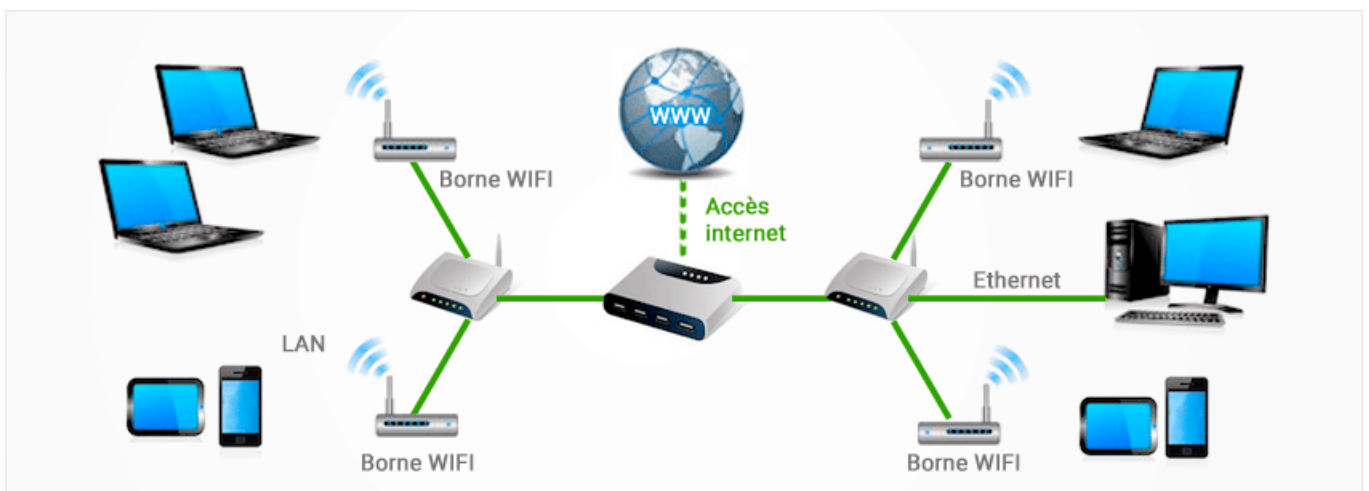 WWW
Borne WIFI
Borne WIFI
Accès
internet
Ethernet
LAN
Borne WIFI
Borne WIFI